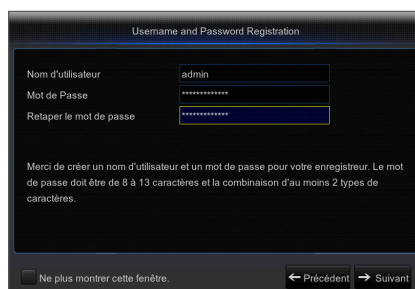 Username and Password Registration
Nom d'utilisateur admin
Mot de Passe *************
Retaper le mot de passe *************
Merci de créer un nom d'utilisateur et un mot de passe pour votre enregistreur. Le mot
de passe doit être de 8 à 13 caractères et la combinaison d'au moins 2 types de
caractères.
Ne plus montrer cette fenêtre. ← Précédent → Suivant